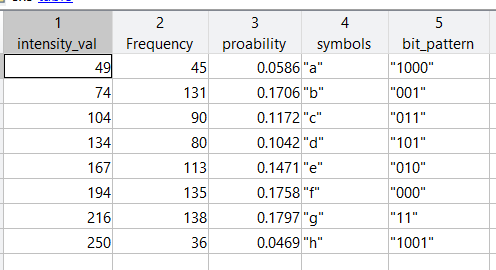 1 2 3 4 5
intensity_val Frequency proability symbols bit_pattern
49 45 0.0586 "a" "1000"
74 131 0.1706 "b" "001"
104 90 0.1172 "c" "011"
134 80 0.1042 "d" "101"
167 113 0.1471 "e" "010"
194 135 0.1758 "f" "000"
216 138 0.1797 "g" "11"
250 36 0.0469 "h" "1001"